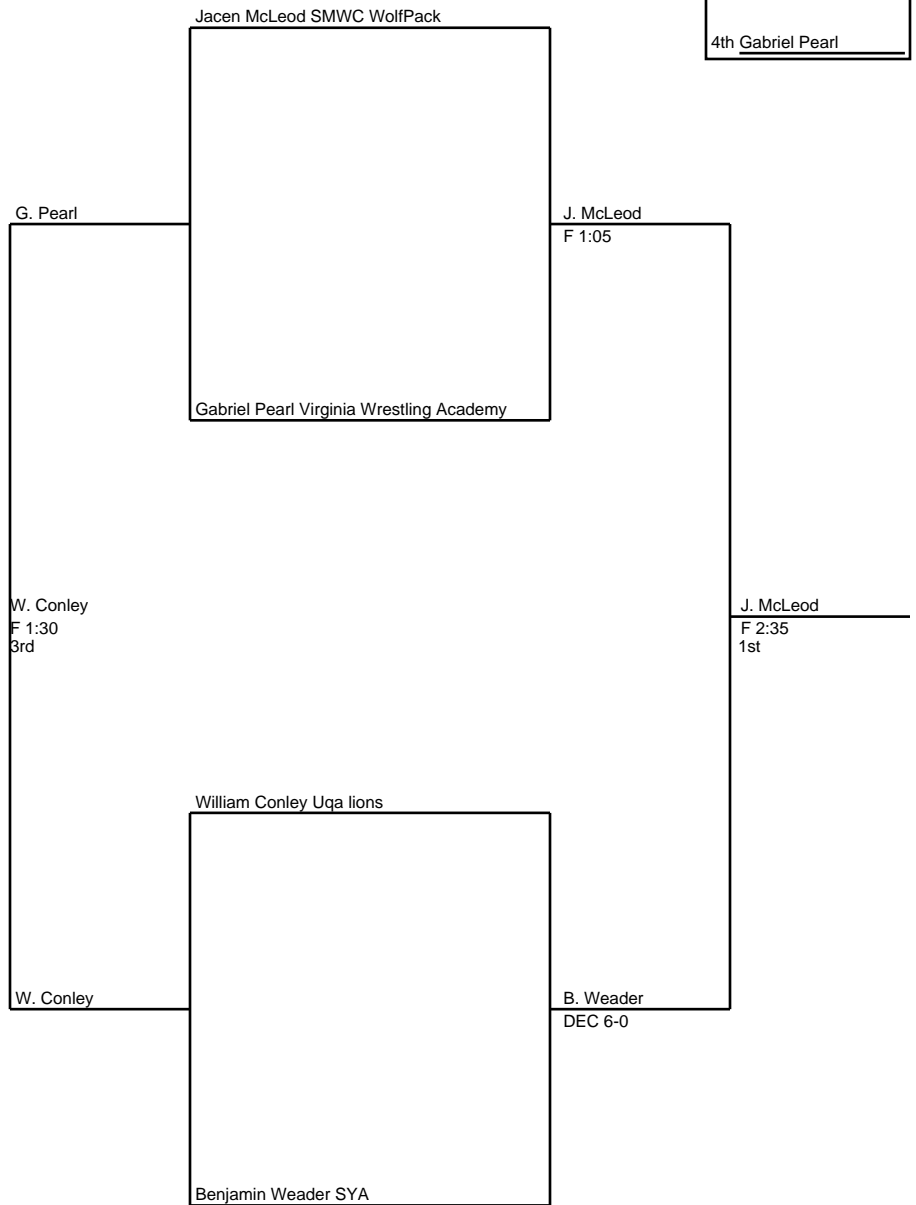 Jacen McLeod SMWC WolfPack
4th Gabriel Pearl
G. Pearl
J. McLeod
F 1:05
Gabriel Pearl Virginia Wrestling Academy
W. Conley
F 1:30
3rd
J. McLeod
F 2:35
1st
William Conley Uqa lions
W. Conley
B. Weader
DEC 6-0
Benjamin Weader SYA